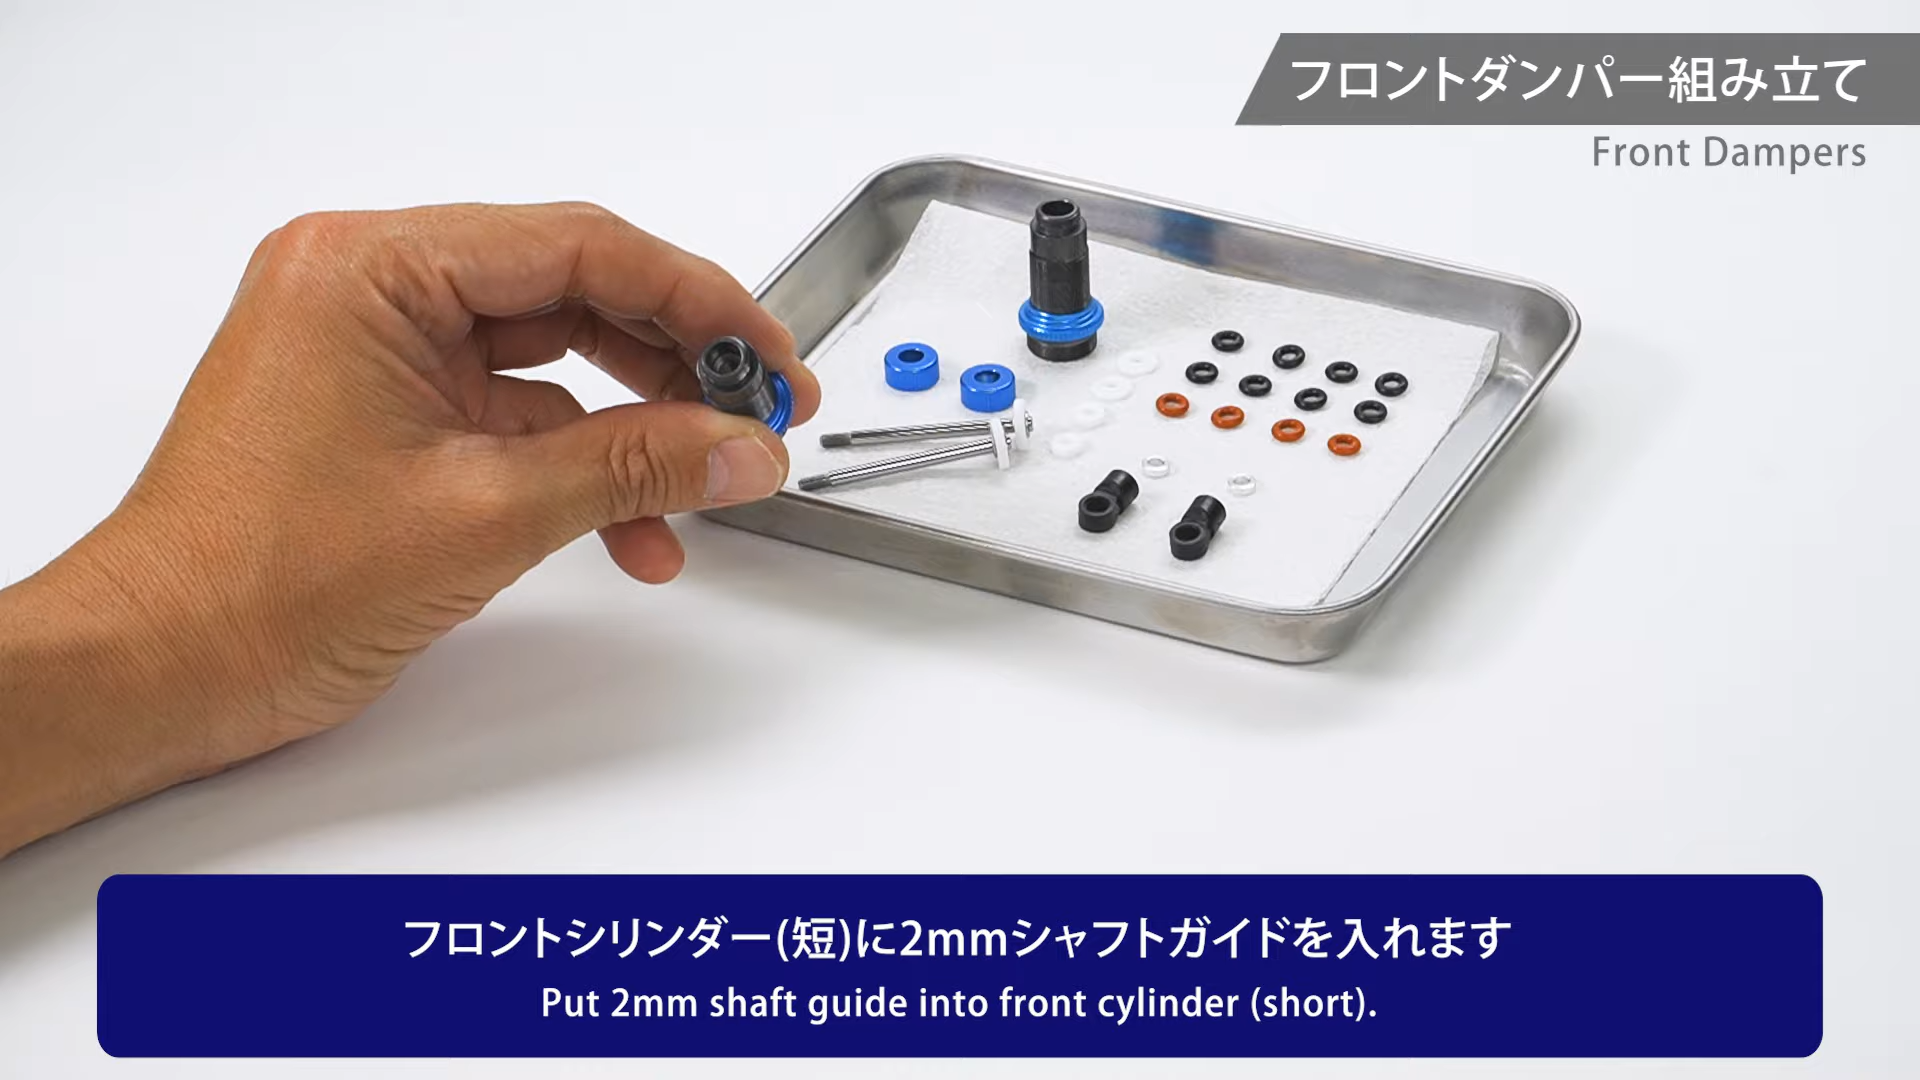 フロントダンパー組み立て
Front Dampers
フロントシリンダー(短)に2mmシャフトガイドを入れます
Put 2mm shaft guide into front cylinder (short).